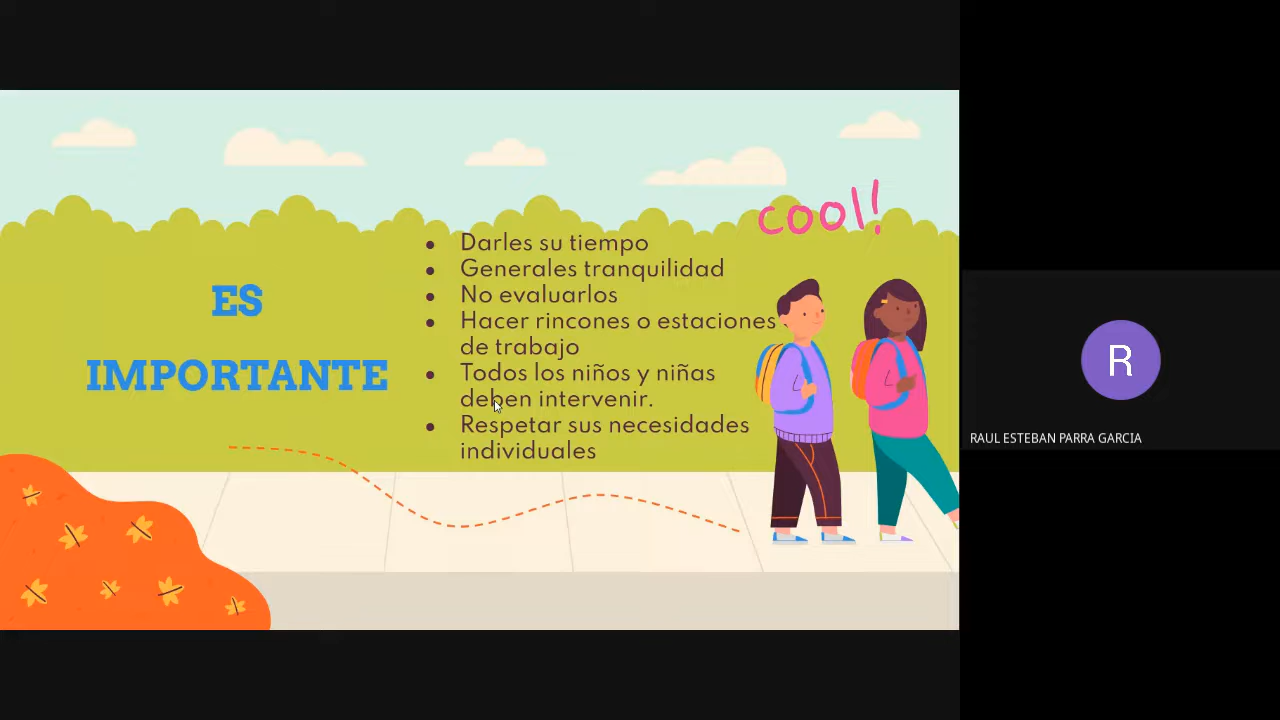 cool!
ES
IMPORTANTE
● Darles su tiempo
● Generales tranquilidad
● No evaluarlos
● Hacer rincones o estaciones
de trabajo
● Todos los niños y niñas
deben intervenir.
● Respetar sus necesidades
individuales
R
RAUL ESTEBAN PARRA GARCIA